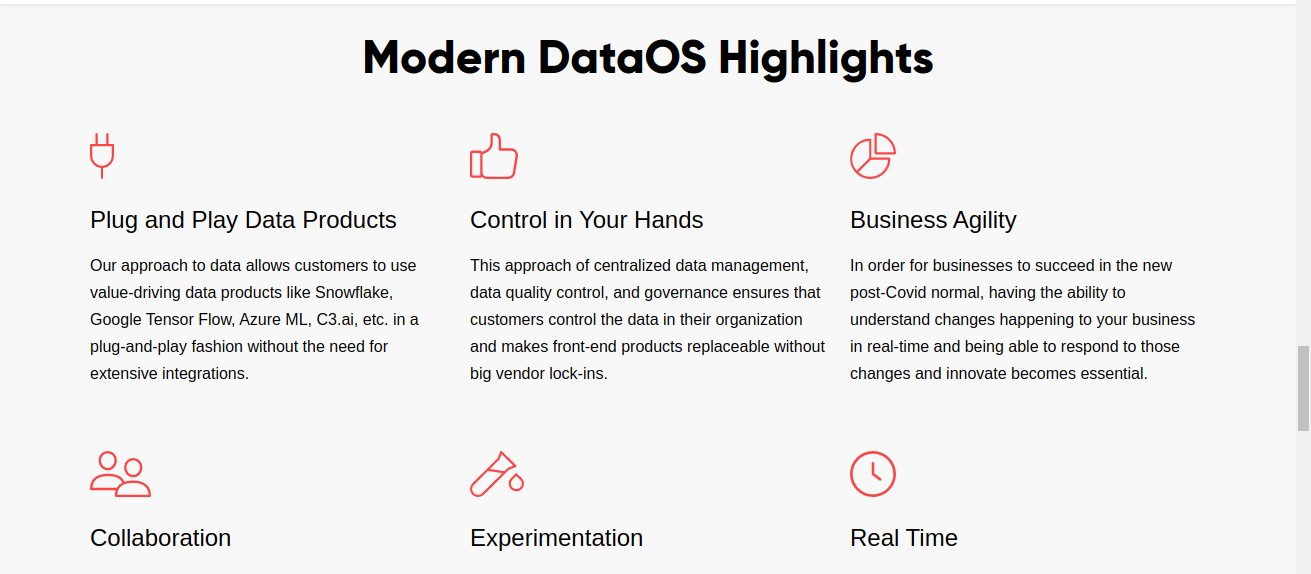 Modern DataOS Highlights
Plug and Play Data Products
Our approach to data allows customers to use
value-driving data products like Snowflake,
Google Tensor Flow, Azure ML, C3.ai, etc. in a
plug-and-play fashion without the need for
extensive integrations.
Control in Your Hands
This approach of centralized data management,
data quality control, and governance ensures that
customers control the data in their organization
and makes front-end products replaceable without
big vendor lock-ins.
Business Agility
In order for businesses to succeed in the new
post-Covid normal, having the ability to
understand changes happening to your business
in real-time and being able to respond to those
changes and innovate becomes essential.
Collaboration
Experimentation
Real Time